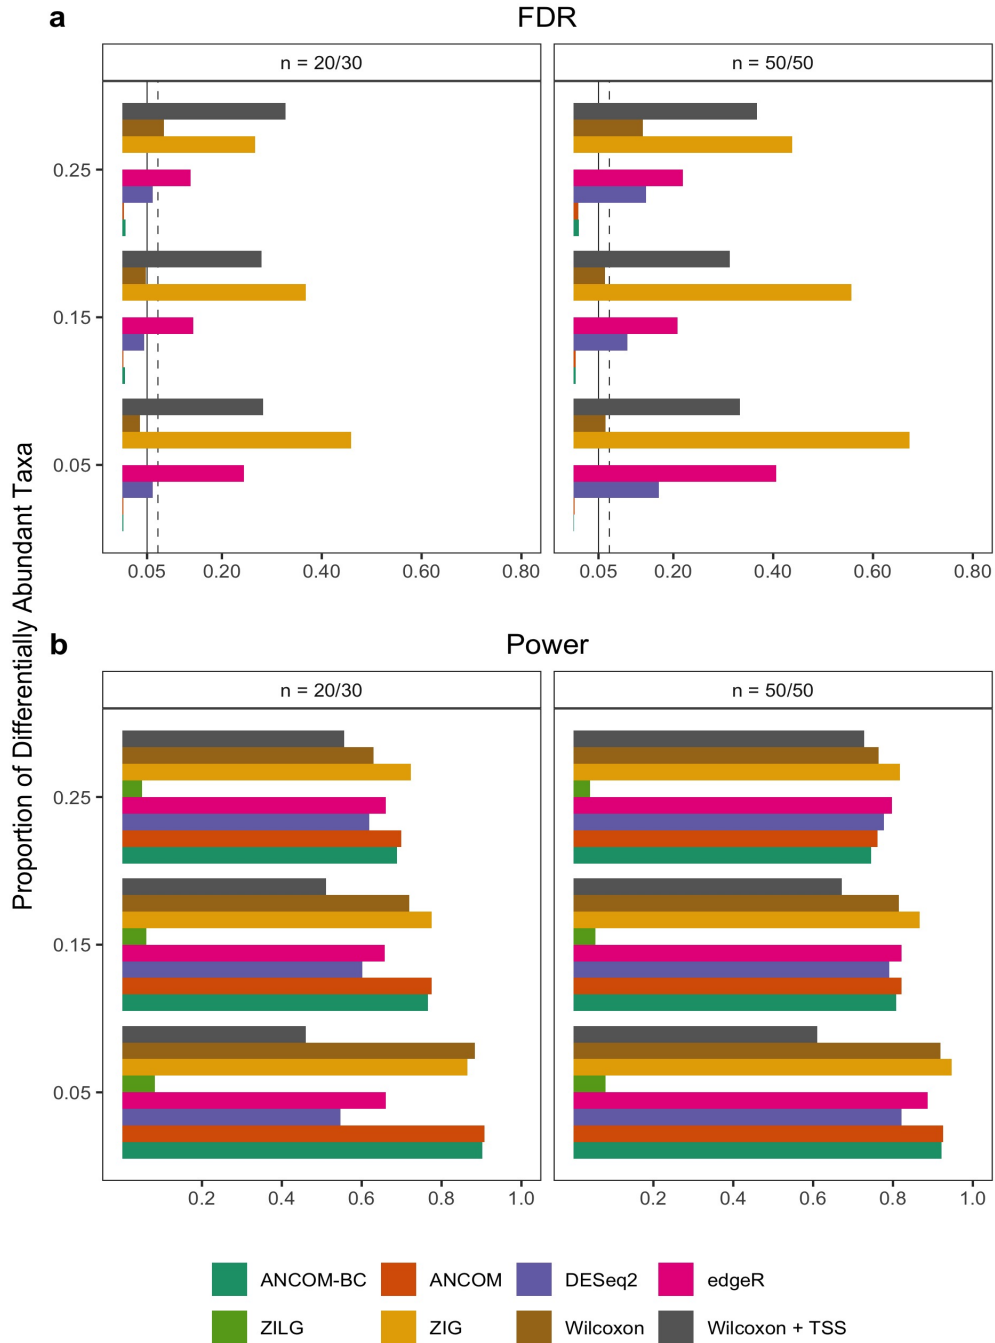 a
FDR
n = 20/30
n = 50/50
0.25
0.15
0.05
0.05 0.20 0.40 0.60 0.80
0.05 0.20 0.40 0.60 0.80
Proportion of Differentially Abundant Taxa
b
Power
n = 20/30
n = 50/50
0.25
0.15
0.05
0.2 0.4 0.6 0.8 1.0
0.2 0.4 0.6 0.8 1.0
ANCOM-BC ANCOM DESeq2 edgeR
ZILG ZIG Wilcoxon Wilcoxon + TSS